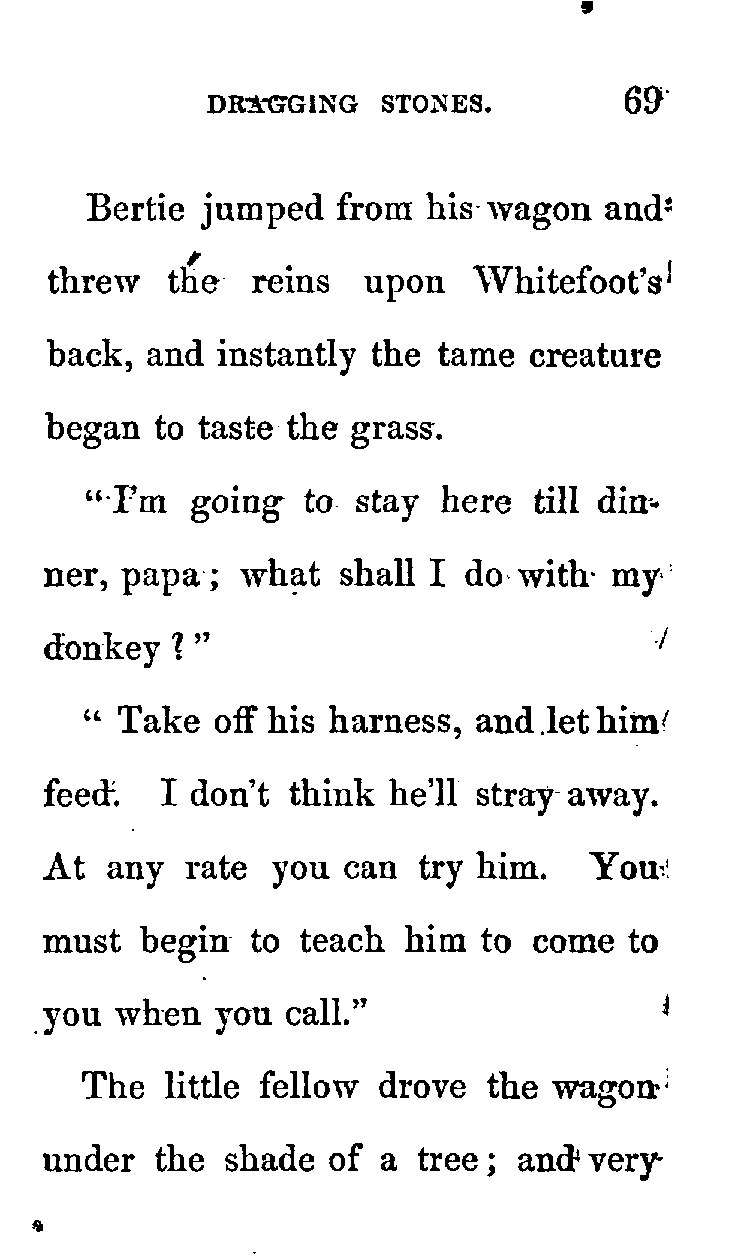 DRAGGING STONES. 69
Bertie jumped from his wagon and
threw the reins upon Whitefoot's
back, and instantly the tame creature
began to taste the grass.
"I'm going to stay here till din-
ner, papa; what shall I do with my
donkey?"
"Take off his harness, and let him
feed. I don't think he'll stray away.
At any rate you can try him. You
must begin to teach him to come to
you when you call."
The little fellow drove the wagon
under the shade of a tree; and very